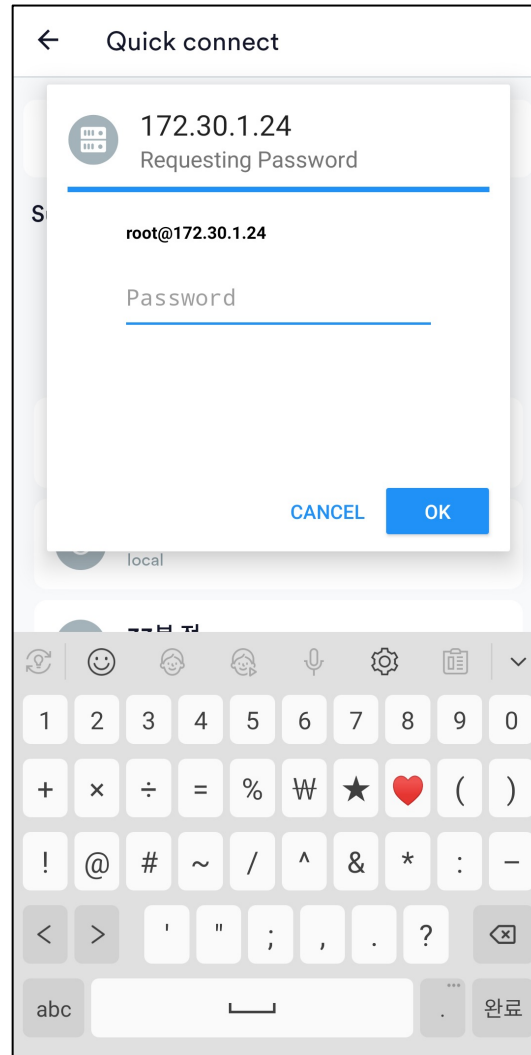 Quick connect
172.30.1.24
Requesting Password
root@172.30.1.24
Password
CANCEL OK
local
1 2 3 4 5 6 7 8 9 0
+ × ÷ = % ₩ ★ ♥ ( )
! @ # ~ / ^ & * : –
< > ' " ; , . ? 
abc . 완료